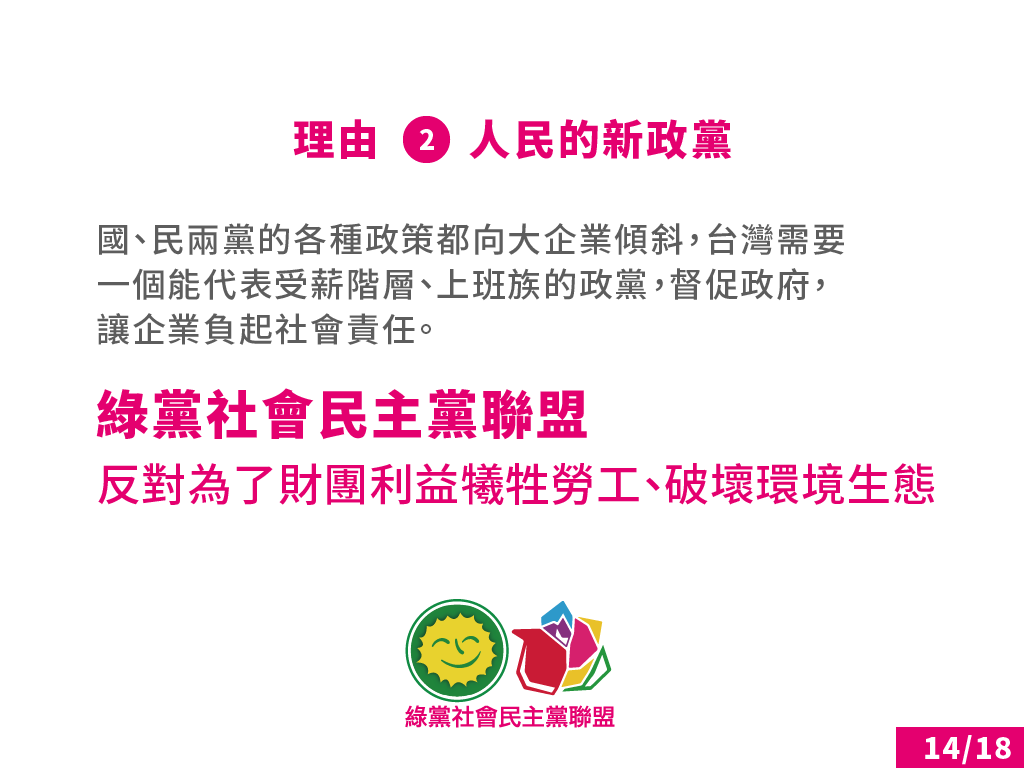 理由 2 人民的新政黨
國、民兩黨的各種政策都向大企業傾斜，台灣需要
一個能代表受薪階層、上班族的政黨，督促政府，
讓企業負起社會責任。
綠黨社會民主黨聯盟
反對為了財團利益犧牲勞工、破壞環境生態
綠黨社會民主黨聯盟
14/18